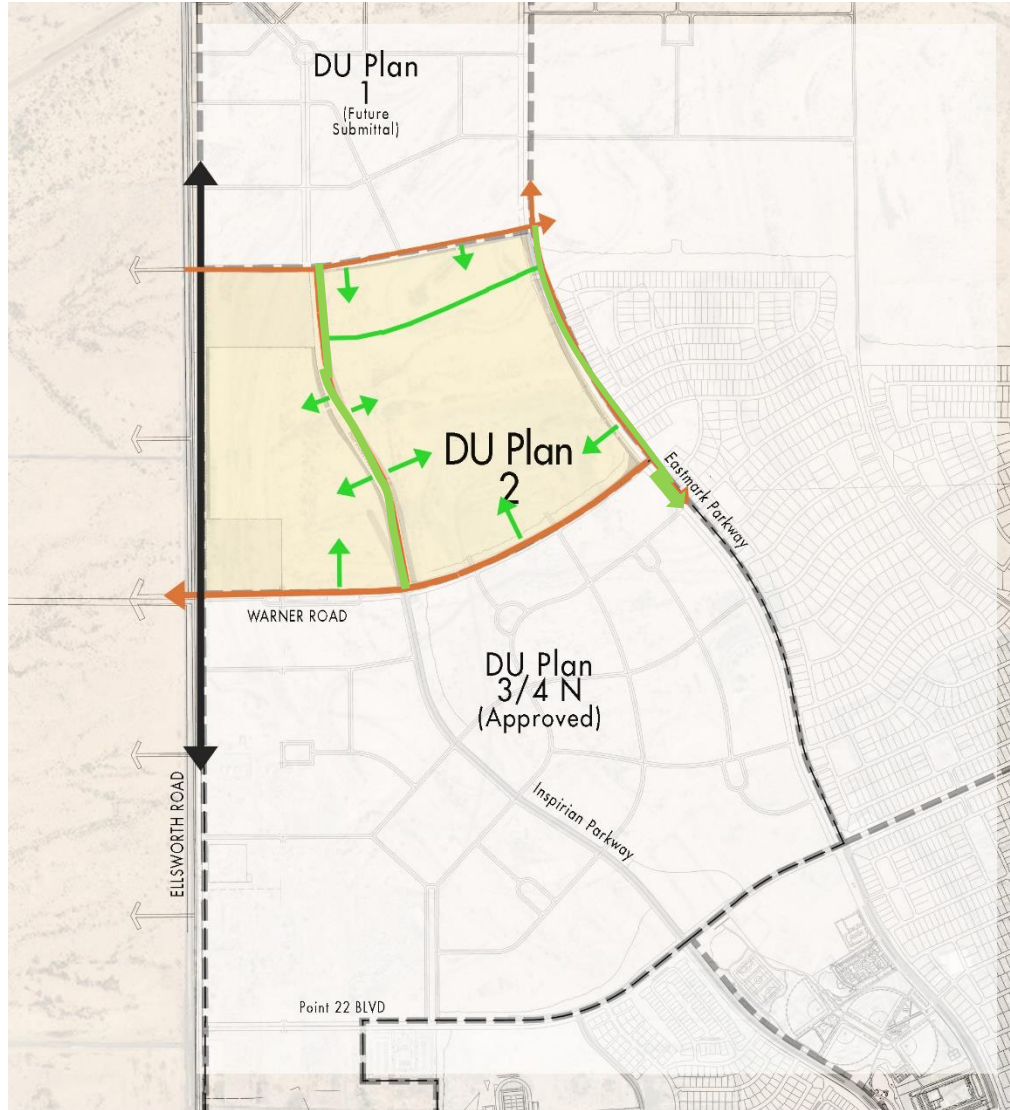 DU Plan
1
(Future
Submittal)
DU Plan
2
Eastmark Parkway
WARNER ROAD
DU Plan
3/4 N
(Approved)
ELLSWORTH ROAD
Inspirian Parkway
Point 22 BLVD